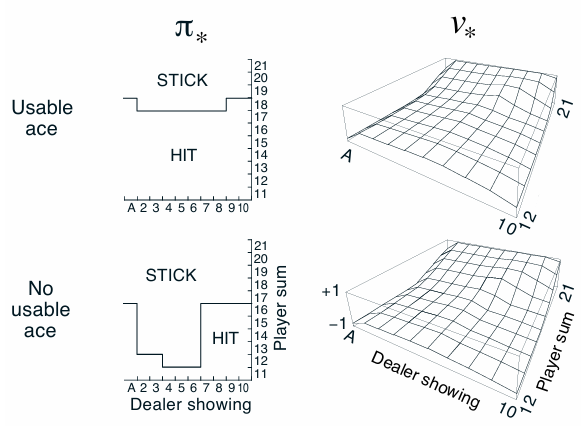 π*
v*
Usable
ace
STICK
HIT
21
20
19
18
17
16
15
14
13
12
11
A 2 3 4 5 6 7 8 9 10
A
21
10
12
No
usable
ace
STICK
HIT
21
20
19
18
17
16
15
14
13
12
11
Player sum
A 2 3 4 5 6 7 8 9 10
Dealer showing
+1
−1
A
Dealer showing
10
12
Player sum
21